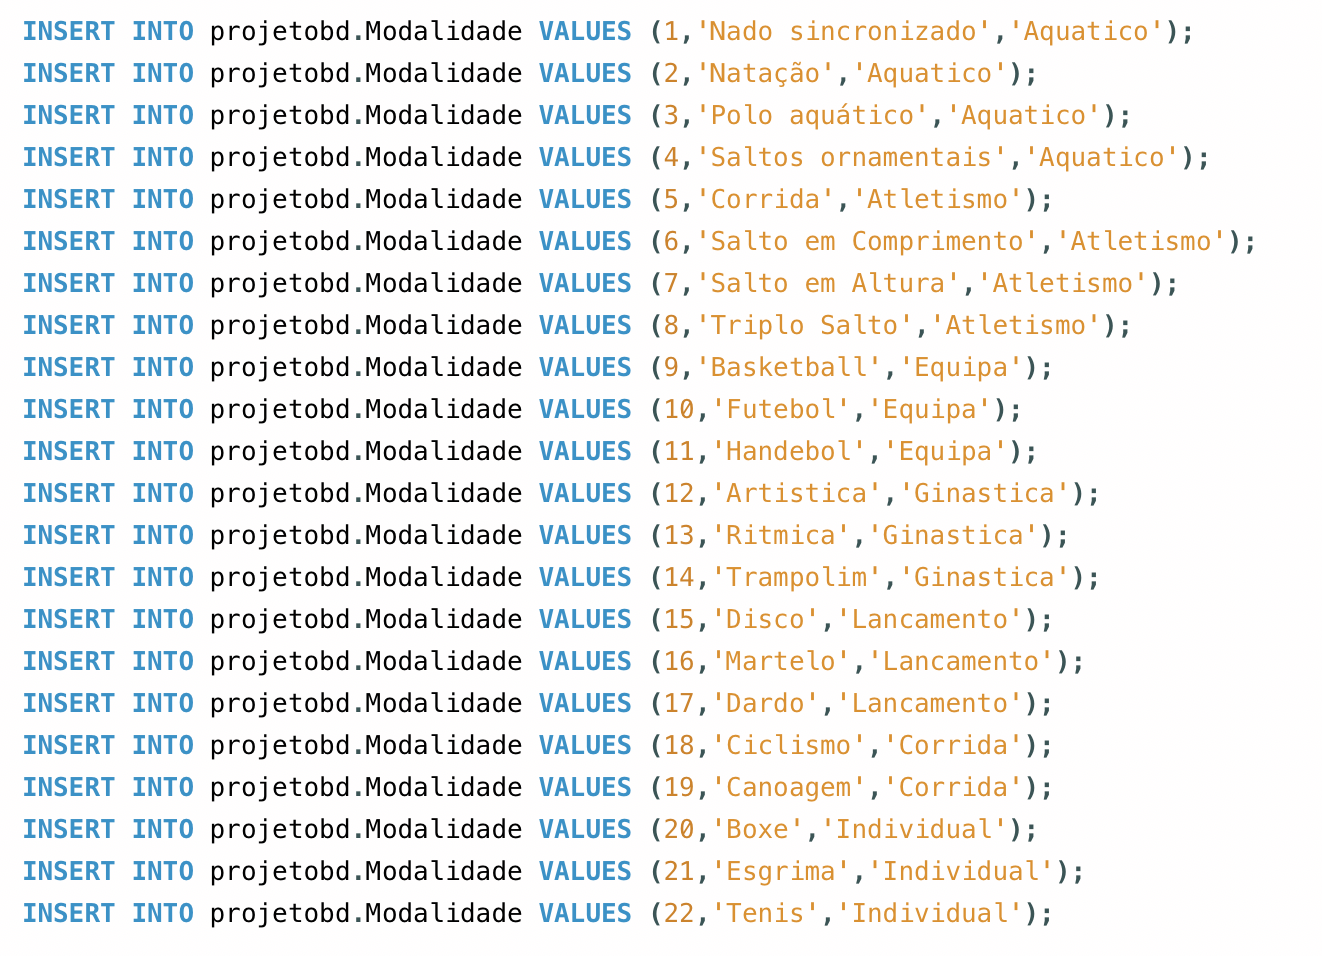 INSERT INTO projetobd.Modalidade VALUES (1,'Nado sincronizado','Aquatico');
INSERT INTO projetobd.Modalidade VALUES (2,'Natação','Aquatico');
INSERT INTO projetobd.Modalidade VALUES (3,'Polo aquático','Aquatico');
INSERT INTO projetobd.Modalidade VALUES (4,'Saltos ornamentais','Aquatico');
INSERT INTO projetobd.Modalidade VALUES (5,'Corrida','Atletismo');
INSERT INTO projetobd.Modalidade VALUES (6,'Salto em Comprimento','Atletismo');
INSERT INTO projetobd.Modalidade VALUES (7,'Salto em Altura','Atletismo');
INSERT INTO projetobd.Modalidade VALUES (8,'Triplo Salto','Atletismo');
INSERT INTO projetobd.Modalidade VALUES (9,'Basketball','Equipa');
INSERT INTO projetobd.Modalidade VALUES (10,'Futebol','Equipa');
INSERT INTO projetobd.Modalidade VALUES (11,'Handebol','Equipa');
INSERT INTO projetobd.Modalidade VALUES (12,'Artistica','Ginastica');
INSERT INTO projetobd.Modalidade VALUES (13,'Ritmica','Ginastica');
INSERT INTO projetobd.Modalidade VALUES (14,'Trampolim','Ginastica');
INSERT INTO projetobd.Modalidade VALUES (15,'Disco','Lancamento');
INSERT INTO projetobd.Modalidade VALUES (16,'Martelo','Lancamento');
INSERT INTO projetobd.Modalidade VALUES (17,'Dardo','Lancamento');
INSERT INTO projetobd.Modalidade VALUES (18,'Ciclismo','Corrida');
INSERT INTO projetobd.Modalidade VALUES (19,'Canoagem','Corrida');
INSERT INTO projetobd.Modalidade VALUES (20,'Boxe','Individual');
INSERT INTO projetobd.Modalidade VALUES (21,'Esgrima','Individual');
INSERT INTO projetobd.Modalidade VALUES (22,'Tenis','Individual');